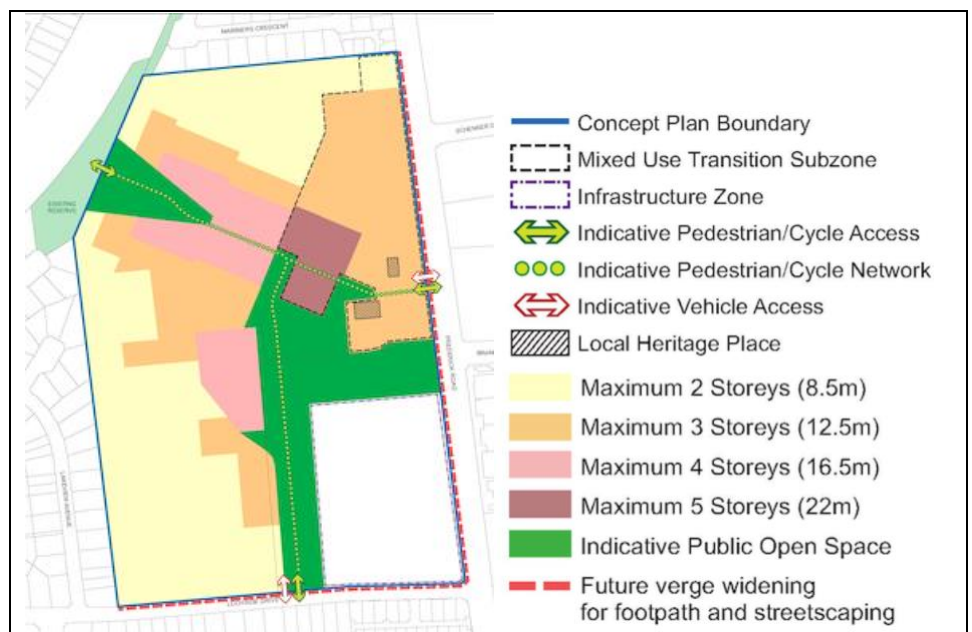 MARINERS CRESCENT
EXISTING
RESERVE
FREDERICK ROAD
LAKEVIEW AVENUE
LOCHVIEW DRIVE
Concept Plan Boundary
Mixed Use Transition Subzone
Infrastructure Zone
Indicative Pedestrian/Cycle Access
Indicative Pedestrian/Cycle Network
Indicative Vehicle Access
Local Heritage Place
Maximum 2 Storeys (8.5m)
Maximum 3 Storeys (12.5m)
Maximum 4 Storeys (16.5m)
Maximum 5 Storeys (22m)
Indicative Public Open Space
Future verge widening
for footpath and streetscaping